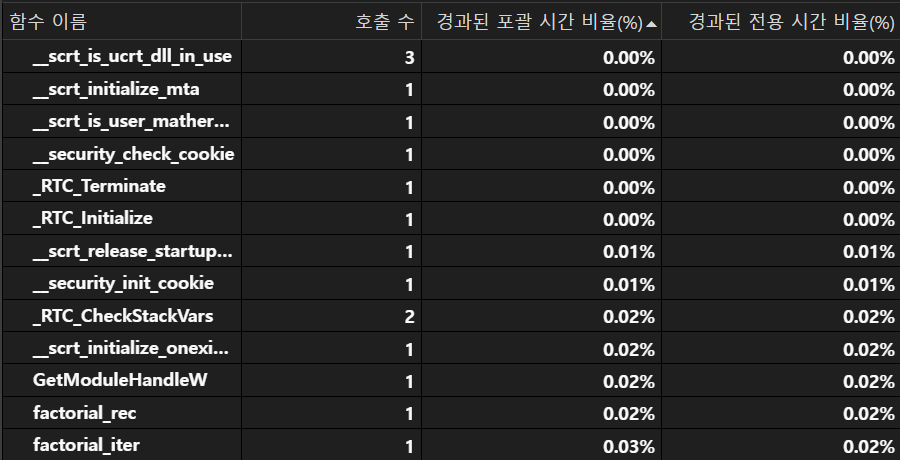 함수 이름 호출 수 경과된 포괄 시간 비율(%) 경과된 전용 시간 비율(%)
__scrt_is_ucrt_dll_in_use 3 0.00% 0.00%
__scrt_initialize_mta 1 0.00% 0.00%
__scrt_is_user_mather... 1 0.00% 0.00%
__security_check_cookie 1 0.00% 0.00%
_RTC_Terminate 1 0.00% 0.00%
_RTC_Initialize 1 0.00% 0.00%
__scrt_release_startup... 1 0.01% 0.01%
__security_init_cookie 1 0.01% 0.01%
_RTC_CheckStackVars 2 0.02% 0.02%
__scrt_initialize_onexi... 1 0.02% 0.02%
GetModuleHandleW 1 0.02% 0.02%
factorial_rec 1 0.02% 0.02%
factorial_iter 1 0.03% 0.02%